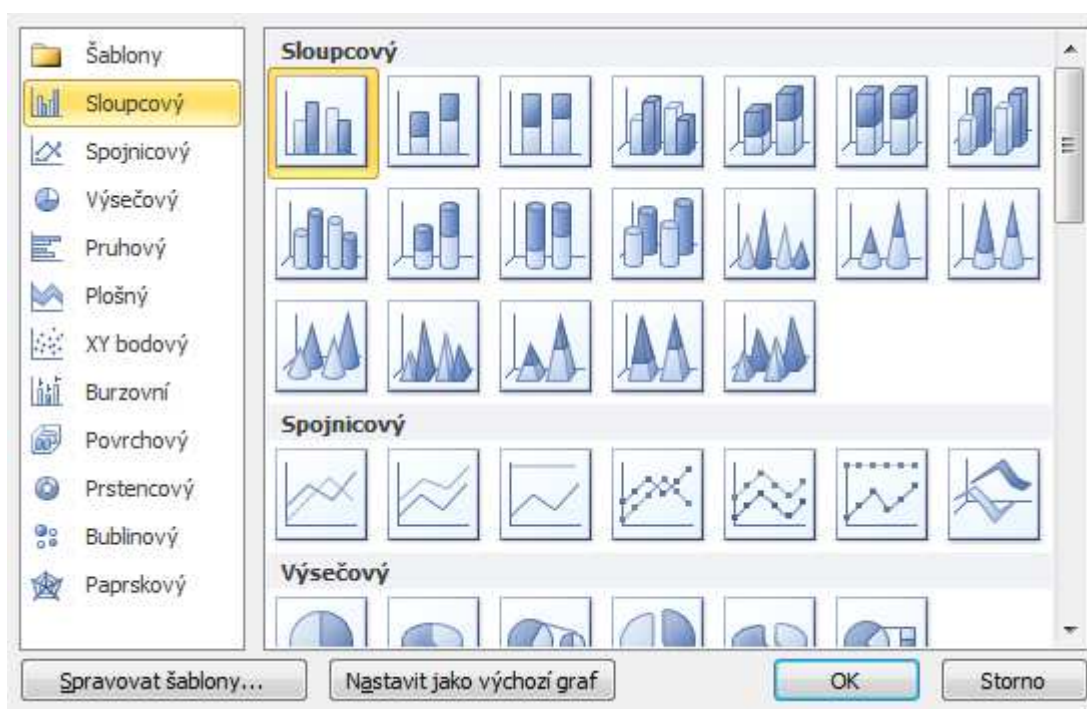 Šablony
Sloupcový
Spojnicový
Výsečový
Pruhový
Plošný
XY bodový
Burzovní
Povrchový
Prstencový
Bublinový
Paprskový
Sloupcový
Spojnicový
Výsečový
Spravovat šablony...
Nastavit jako výchozí graf
OK
Storno